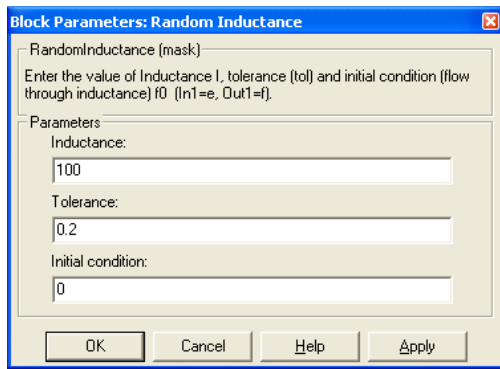 Block Parameters: Random Inductance
RandomInductance (mask)
Enter the value of Inductance I, tolerance (tol) and initial condition (flow
through inductance) f0 (In1=e, Out1=f).
Parameters
Inductance:
100
Tolerance:
0.2
Initial condition:
0
OK
Cancel
Help
Apply